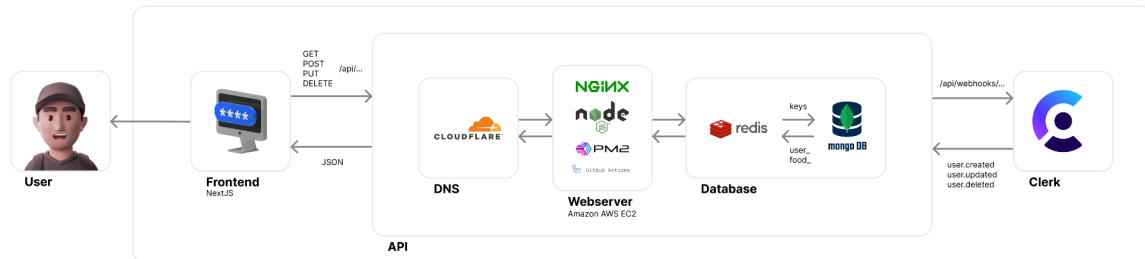 User
****
Frontend
NextJS
GET
POST
PUT
DELETE
/api/...
JSON
API
CLOUDFLARE
DNS
NGINX
node
JS
PM2
GitHub Actions
Webserver
Amazon AWS EC2
redis
keys
user_
food_
mongo DB
Database
/api/webhooks/...
user.created
user.updated
user.deleted
Clerk